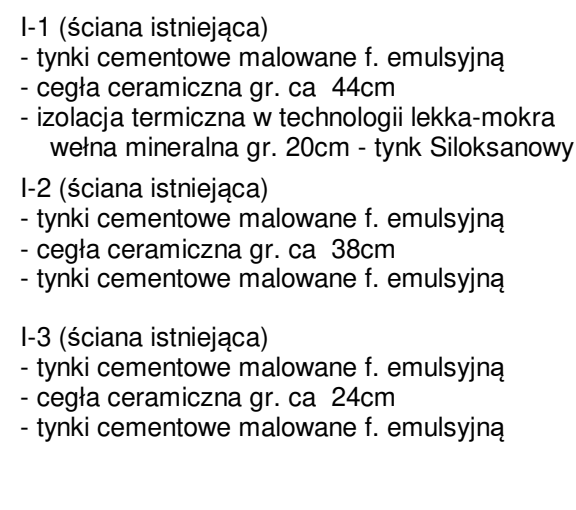 I-1 (ściana istniejąca)
- tynki cementowe malowane f. emulsyjną
- cegła ceramiczna gr. ca 44cm
- izolacja termiczna w technologii lekka-mokra
wełna mineralna gr. 20cm - tynk Siloksanowy
I-2 (ściana istniejąca)
- tynki cementowe malowane f. emulsyjną
- cegła ceramiczna gr. ca 38cm
- tynki cementowe malowane f. emulsyjną
I-3 (ściana istniejąca)
- tynki cementowe malowane f. emulsyjną
- cegła ceramiczna gr. ca 24cm
- tynki cementowe malowane f. emulsyjną